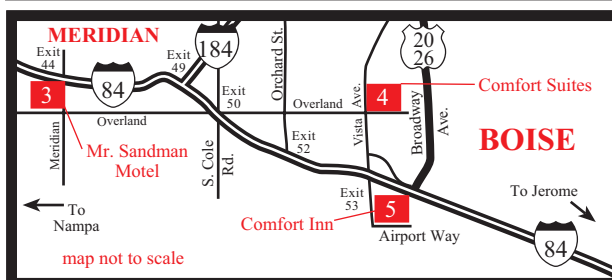 MERIDIAN
Exit
44
3
84
Exit
49
184
Exit
50
Orchard St.
Exit
52
Overland
Overland
Meridian
Mr. Sandman
Motel
S. Cole
Rd.
Vista Ave.
4
Comfort Suites
20
26
Broadway
Ave.
BOISE
Exit
53
5
Comfort Inn
Airport Way
To Jerome
84
To
Nampa
map not to scale